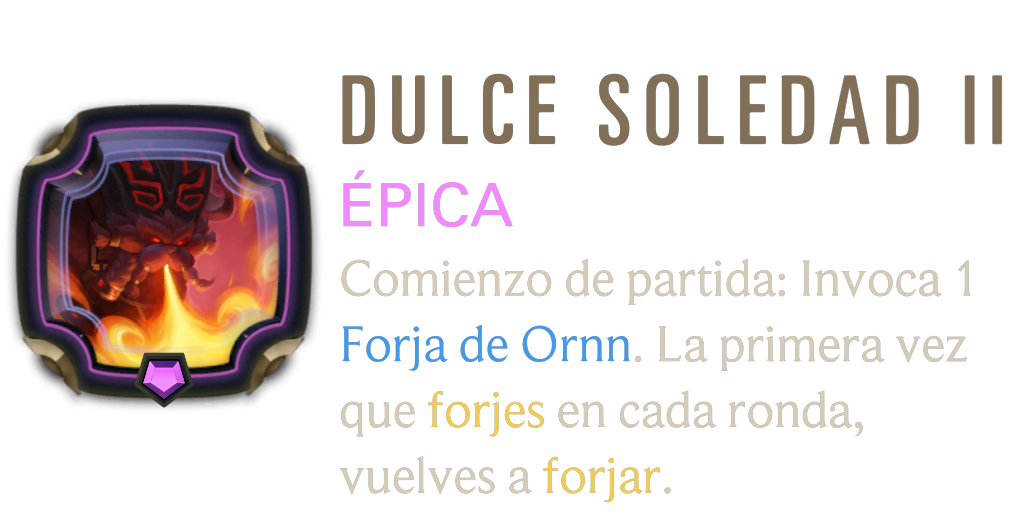 DULCE SOLEDAD II
ÉPICA
Comienzo de partida: Invoca 1
Forja de Ornn. La primera vez
que forjes en cada ronda,
vuelves a forjar.